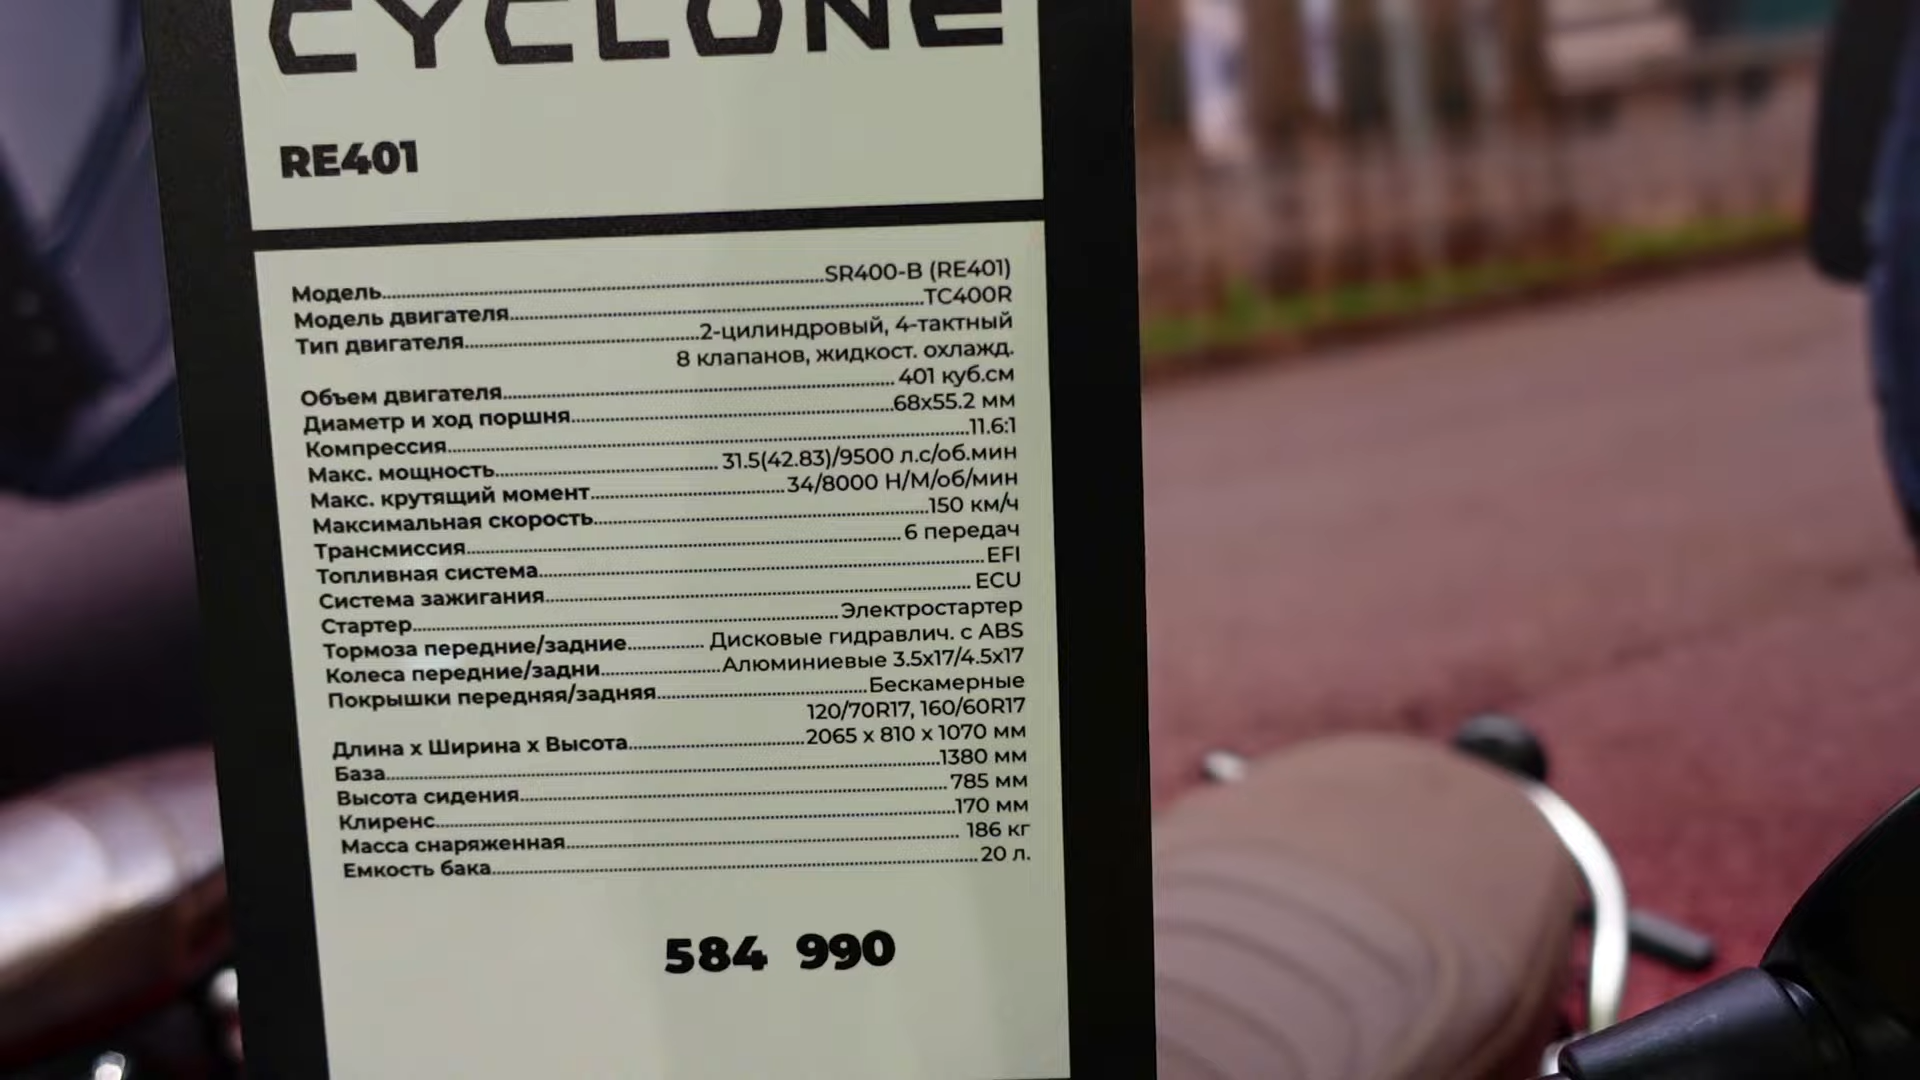 CYCLONE
RE401
Модель........SR400-B (RE401)
Модель двигателя........TC400R
Тип двигателя........2-цилиндровый, 4-тактный
8 клапанов, жидкост. охлажд.
Объем двигателя........401 куб.см
Диаметр и ход поршня........68x55.2 мм
Компрессия........11.6:1
Макс. мощность........31.5(42.83)/9500 л.с/об.мин
Макс. крутящий момент........34/8000 Н/М/об/мин
Максимальная скорость........150 км/ч
Трансмиссия........6 передач
Топливная система........EFI
Система зажигания........ECU
Стартер........Электростартер
Тормоза передние/задние........Дисковые гидравлич. с ABS
Колеса передние/задни........Алюминиевые 3.5x17/4.5x17
Покрышки передняя/задняя........Бескамерные
120/70R17, 160/60R17
Длина x Ширина x Высота........2065 x 810 x 1070 мм
База........1380 мм
Высота сидения........785 мм
Клиренс........170 мм
Масса снаряженная........186 кг
Емкость бака........20 л.
584 990